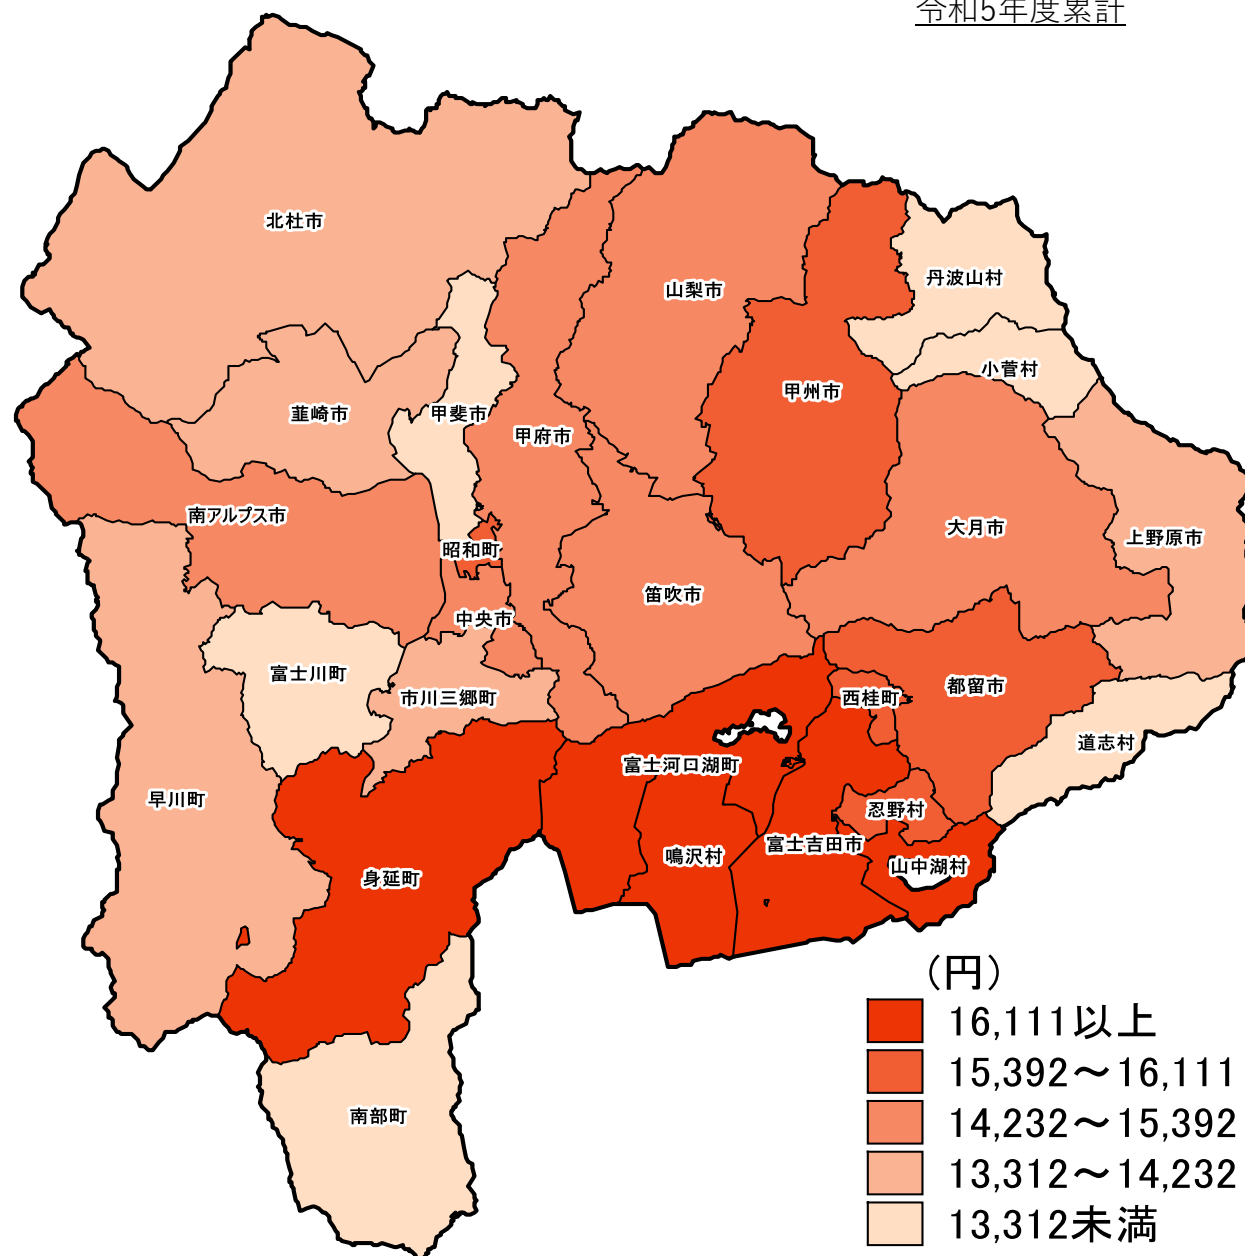 令和5年度累計
北杜市
丹波山村
山梨市
小菅村
甲州市
韮崎市
甲斐市
甲府市
南アルプス市
大月市
上野原市
昭和町
笛吹市
中央市
富士川町
市川三郷町
西桂町
都留市
道志村
富士河口湖町
早川町
忍野村
富士吉田市
鳴沢村
山中湖村
身延町
南部町
(円)
16,111以上
15,392～16,111
14,232～15,392
13,312～14,232
13,312未満